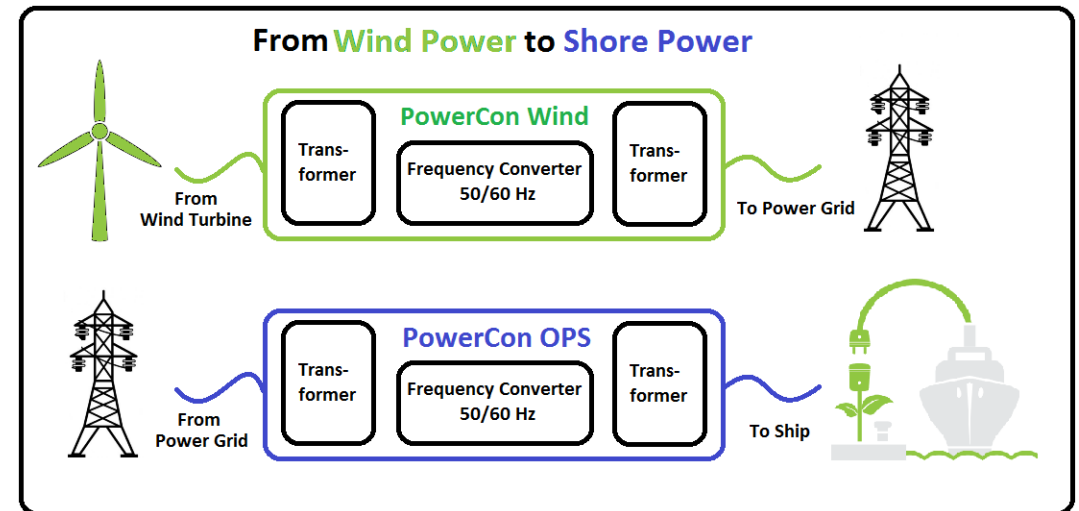 From Wind Power to Shore Power
PowerCon Wind
Trans-
former
Frequency Converter
50/60 Hz
Trans-
former
From
Wind Turbine
To Power Grid
PowerCon OPS
Trans-
former
Frequency Converter
50/60 Hz
Trans-
former
From
Power Grid
To Ship